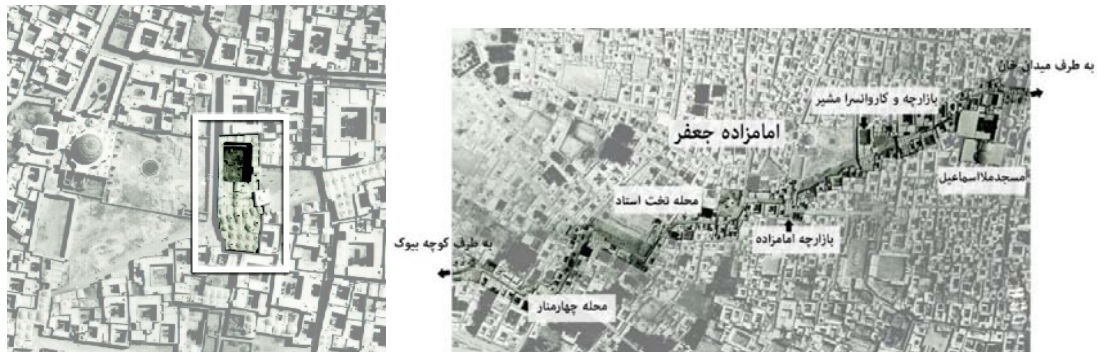 به طرف میدان خان
بازارچه و کاروانسرا مشیر
امامزاده جعفر
مسجدملااسماعیل
محله تخت استاد
بازارچه امامزاده
به طرف کوچه بیوک
محله چهارمنار